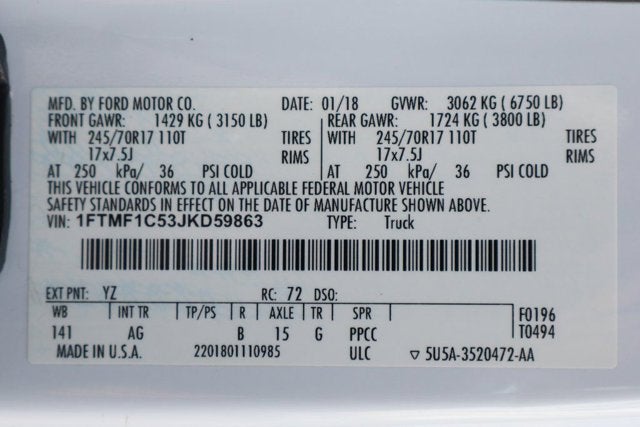 MFD. BY FORD MOTOR CO. DATE: 01/18 GVWR: 3062 KG ( 6750 LB)
FRONT GAWR: 1429 KG ( 3150 LB) REAR GAWR: 1724 KG ( 3800 LB)
WITH 245/70R17 110T TIRES 245/70R17 110T TIRES
17x7.5J RIMS 17x7.5J RIMS
AT 250 kPa/ 36 PSI COLD AT 250 kPa/ 36 PSI COLD
THIS VEHICLE CONFORMS TO ALL APPLICABLE FEDERAL MOTOR VEHICLE
SAFETY STANDARDS IN EFFECT ON THE DATE OF MANUFACTURE SHOWN ABOVE.
VIN: 1FTMF1C53JKD59863 TYPE: Truck
EXT PNT: YZ RC: 72 DSO:
WB INT TR TP/PS R AXLE TR SPR F0196
141 AG B 15 G PPCC T0494
MADE IN U.S.A. 2201801110985 ULC ▽ 5U5A-3520472-AA